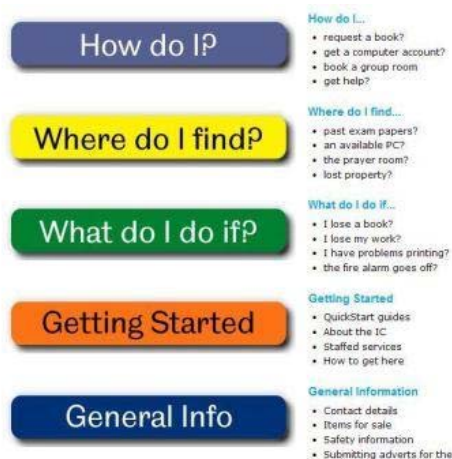 How do I?
How do I...
request a book?
get a computer account?
book a group room
get help?
Where do I find?
Where do I find...
past exam papers?
an available PC?
the prayer room?
lost property?
What do I do if?
What do I do if...
I lose a book?
I lose my work?
I have problems printing?
the fire alarm goes off?
Getting Started
Getting Started
QuickStart guides
About the IC
Staffed services
How to get here
General Info
General Information
Contact details
Items for sale
Safety information
Submitting adverts for the